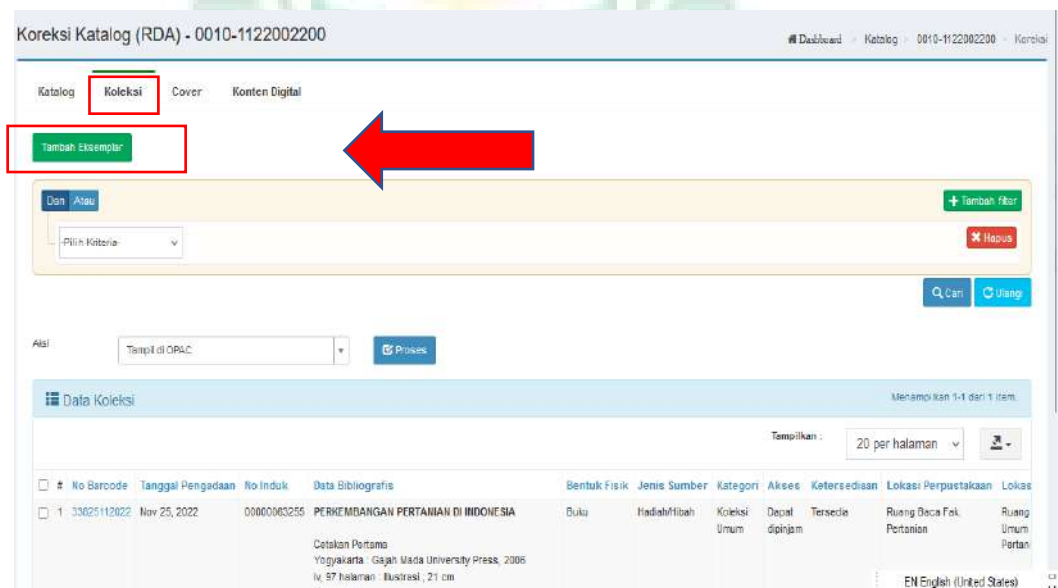 Koreksi Katalog (RDA) - 0010-1122002200
Dashboard Katalog 0010-1122002200 Koreksi
Katalog Koleksi Cover Konten Digital
Tambah Eksemplar
Dan Atau
+ Tambah filter
-Pilih Kriteria-
Hapus
Cari Ulangi
Aksi
Tampil di OPAC
Proses
Data Koleksi
Menampilkan 1-1 dari 1 item.
Tampilkan :
20 per halaman
# No Barcode Tanggal Pengadaan No Induk Data Bibliografis Bentuk Fisik Jenis Sumber Kategori Akses Ketersediaan Lokasi Perpustakaan Lokas
1 33025112022 Nov 25, 2022 00000063255 PERKEMBANGAN PERTANIAN DI INDONESIA Buku Hadiah/Hibah Koleksi Umum Dapat dipinjam Tersedia Ruang Baca Fak. Pertanian Ruang Umum Pertan
Cetakan Pertama
Yogyakarta : Gajah Mada University Press, 2006
iv, 97 halaman : Ilustrasi ; 21 cm
EN English (United States)